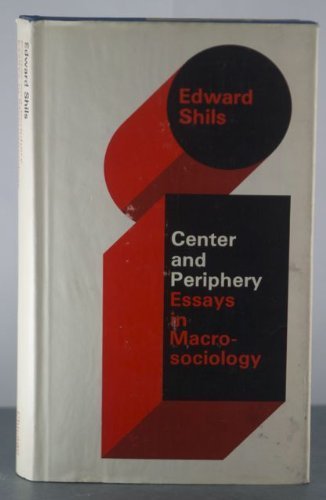 Edward
Shils
Center
and
Periphery
Essays
in
Macro-
sociology
Edward Shils